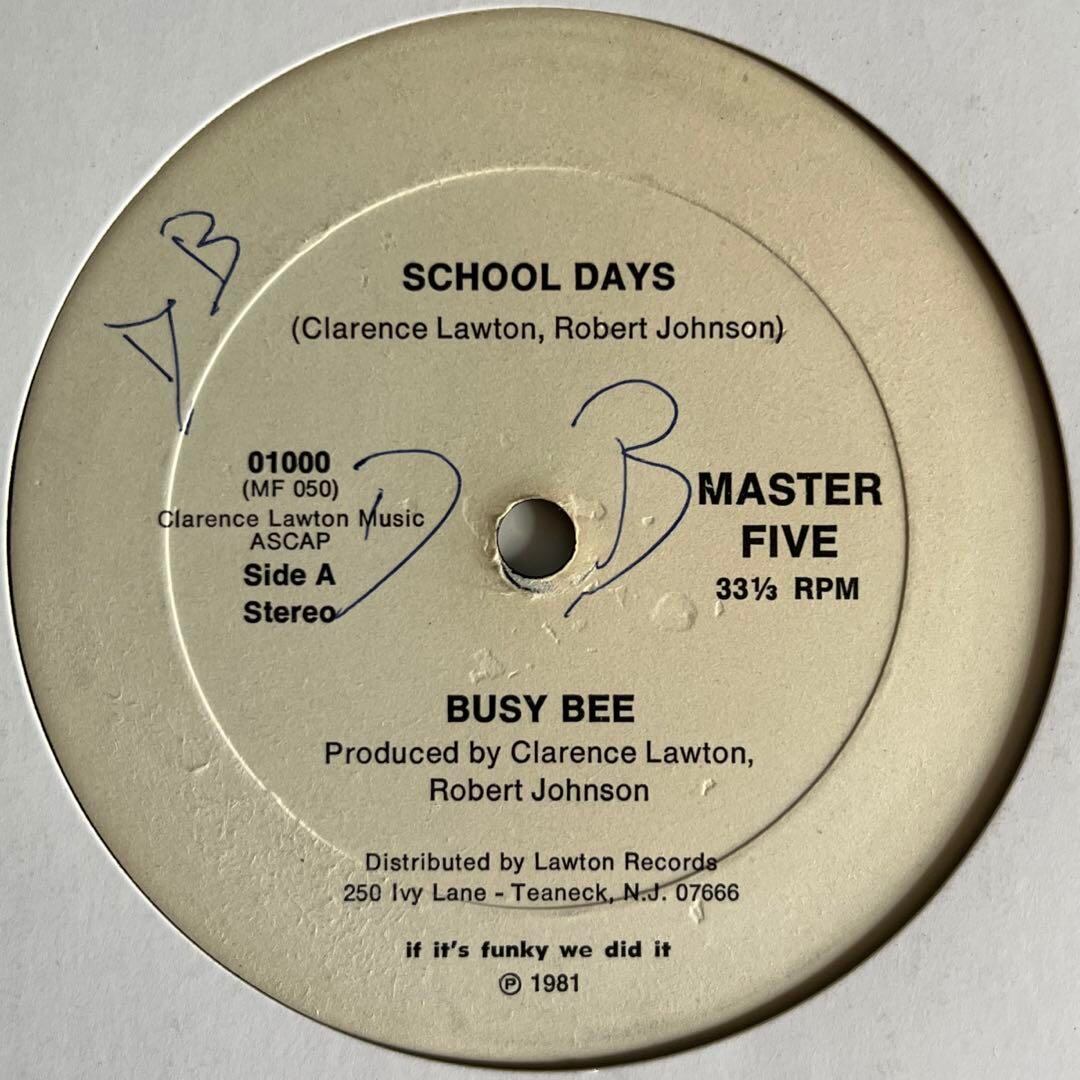 SCHOOL DAYS
(Clarence Lawton, Robert Johnson)
D B
D B
01000
(MF 050)
Clarence Lawton Music
ASCAP
Side A
Stereo
MASTER
FIVE
33⅓ RPM
BUSY BEE
Produced by Clarence Lawton,
Robert Johnson
Distributed by Lawton Records
250 Ivy Lane - Teaneck, N.J. 07666
if it's funky we did it
℗ 1981